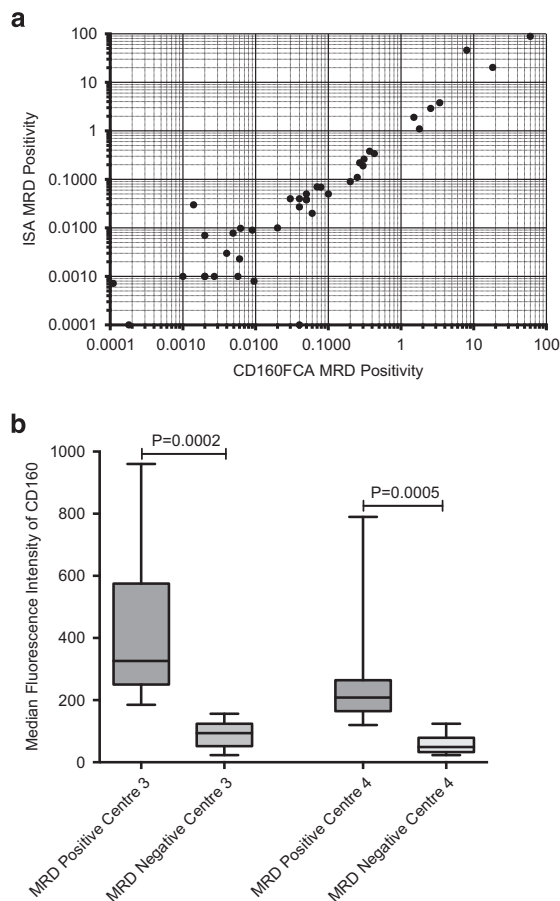 a
100
10
1
0.1000
0.0100
0.0010
0.0001
ISA MRD Positivity
0.0001 0.0010 0.0100 0.1000 1 10 100
CD160FCA MRD Positivity
b
1000
800
600
400
200
0
Median Fluorescence Intensity of CD160
P=0.0002
P=0.0005
MRD Positive Centre 3
MRD Negative Centre 3
MRD Positive Centre 4
MRD Negative Centre 4